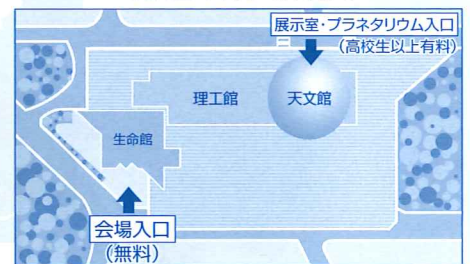 展示室・プラネタリウム入口
(高校生以上有料)
理工館
天文館
生命館
会場入口
(無料)